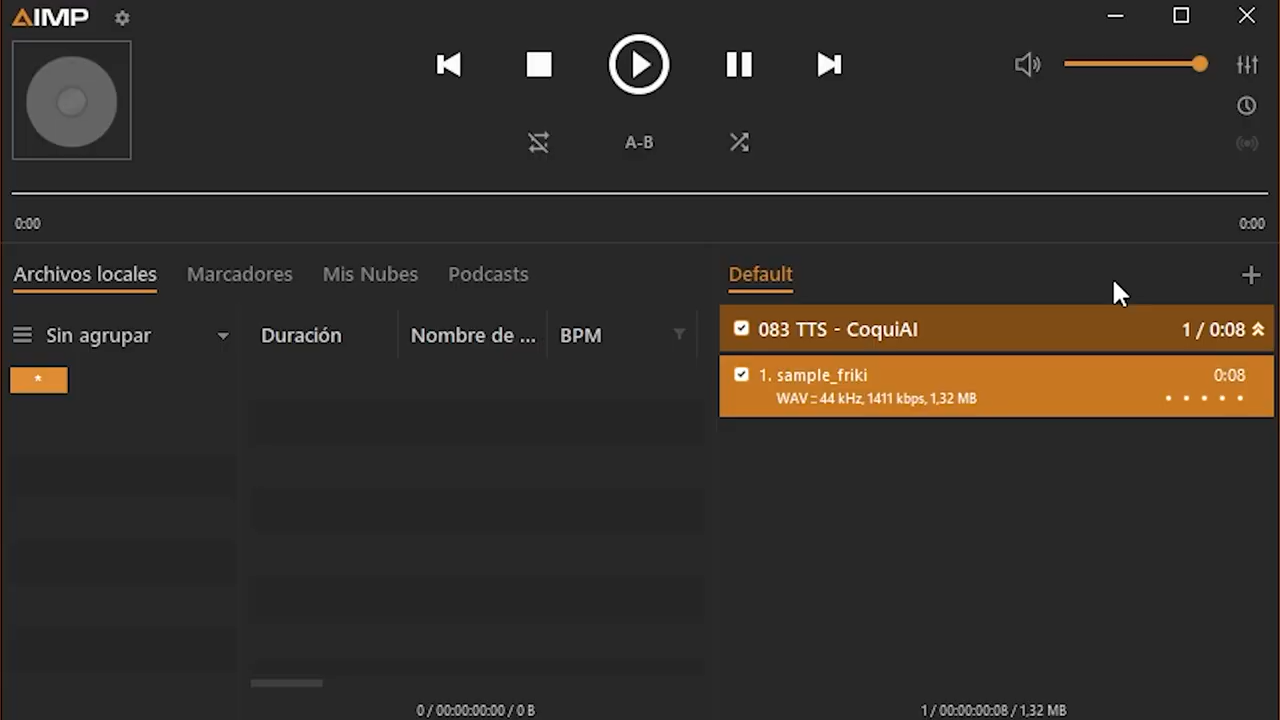 AIMP
A-B
0:00
0:00
Archivos locales
Marcadores
Mis Nubes
Podcasts
Sin agrupar
*
Duración
Nombre de ...
BPM
0 / 00:00:00:00 / 0 B
Default
083 TTS - CoquiAI
1 / 0:08
1. sample_friki
0:08
WAV :: 44 kHz, 1411 kbps, 1,32 MB
1 / 00:00:00:08 / 1,32 MB